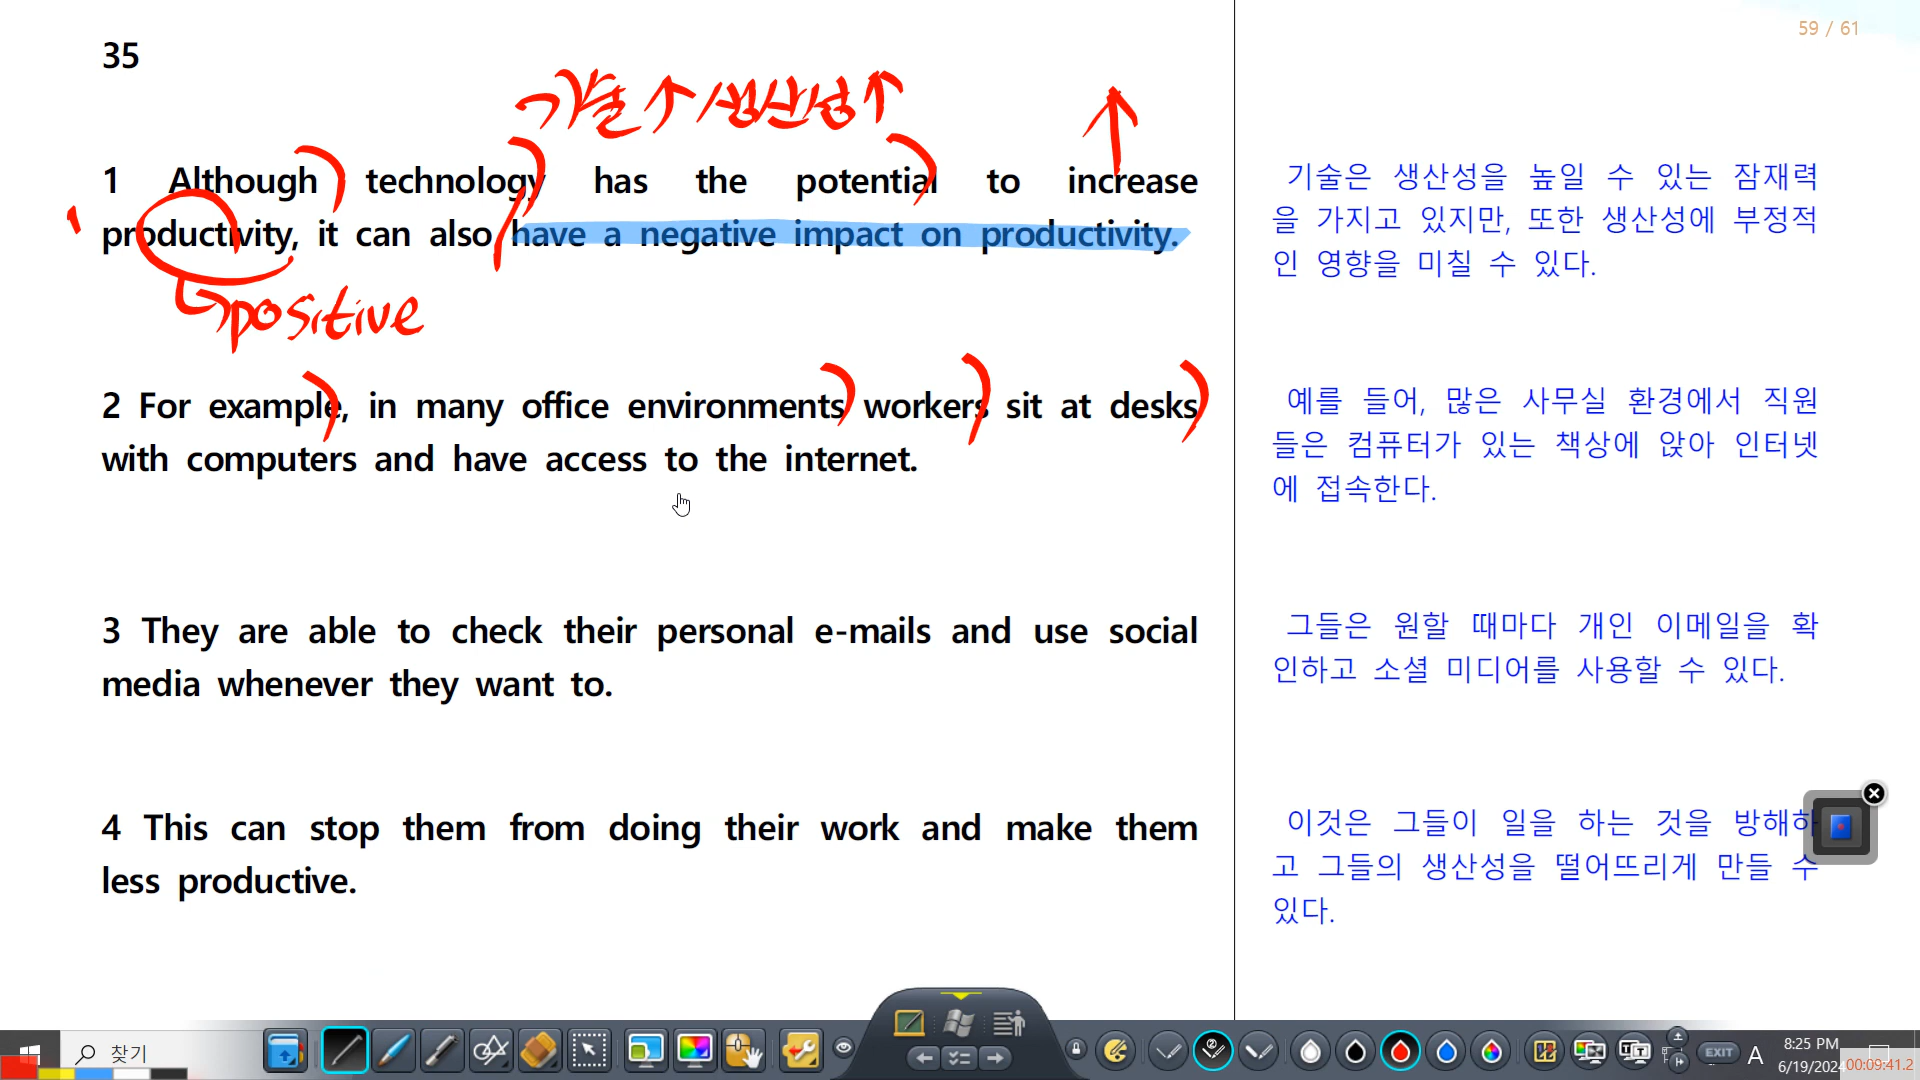 59 / 61
35
기술↑ 생산성↑
↑
1 Although technology has the potential to increase
productivity, it can also have a negative impact on productivity.
positive
2 For example, in many office environments workers sit at desks
with computers and have access to the internet.
3 They are able to check their personal e-mails and use social
media whenever they want to.
4 This can stop them from doing their work and make them
less productive.
기술은 생산성을 높일 수 있는 잠재력
을 가지고 있지만, 또한 생산성에 부정적
인 영향을 미칠 수 있다.
예를 들어, 많은 사무실 환경에서 직원
들은 컴퓨터가 있는 책상에 앉아 인터넷
에 접속한다.
그들은 원할 때마다 개인 이메일을 확
인하고 소셜 미디어를 사용할 수 있다.
이것은 그들이 일을 하는 것을 방해하
고 그들의 생산성을 떨어뜨리게 만들 수
있다.
찾기
EXIT
A
8:25 PM
6/19/2024
00:09:41.2